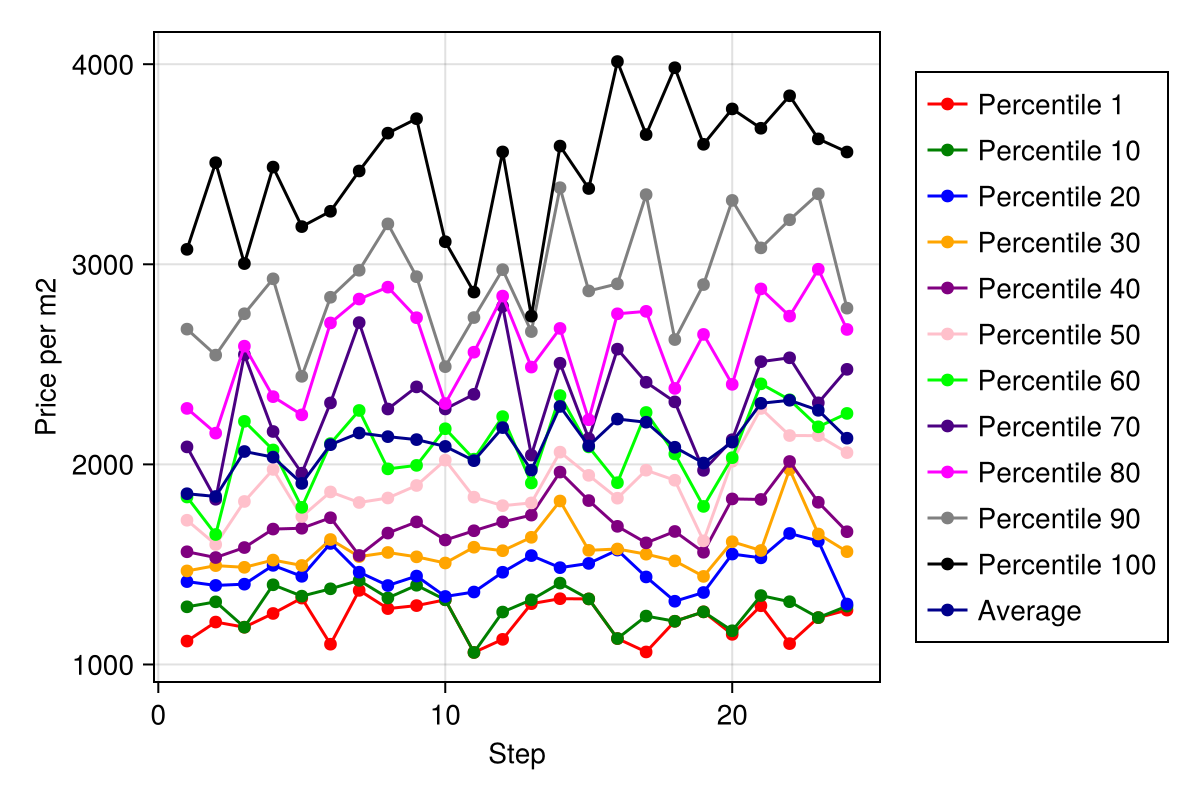 4000
3000
2000
1000
0
10
20
Price per m2
Step
Percentile 1
Percentile 10
Percentile 20
Percentile 30
Percentile 40
Percentile 50
Percentile 60
Percentile 70
Percentile 80
Percentile 90
Percentile 100
Average